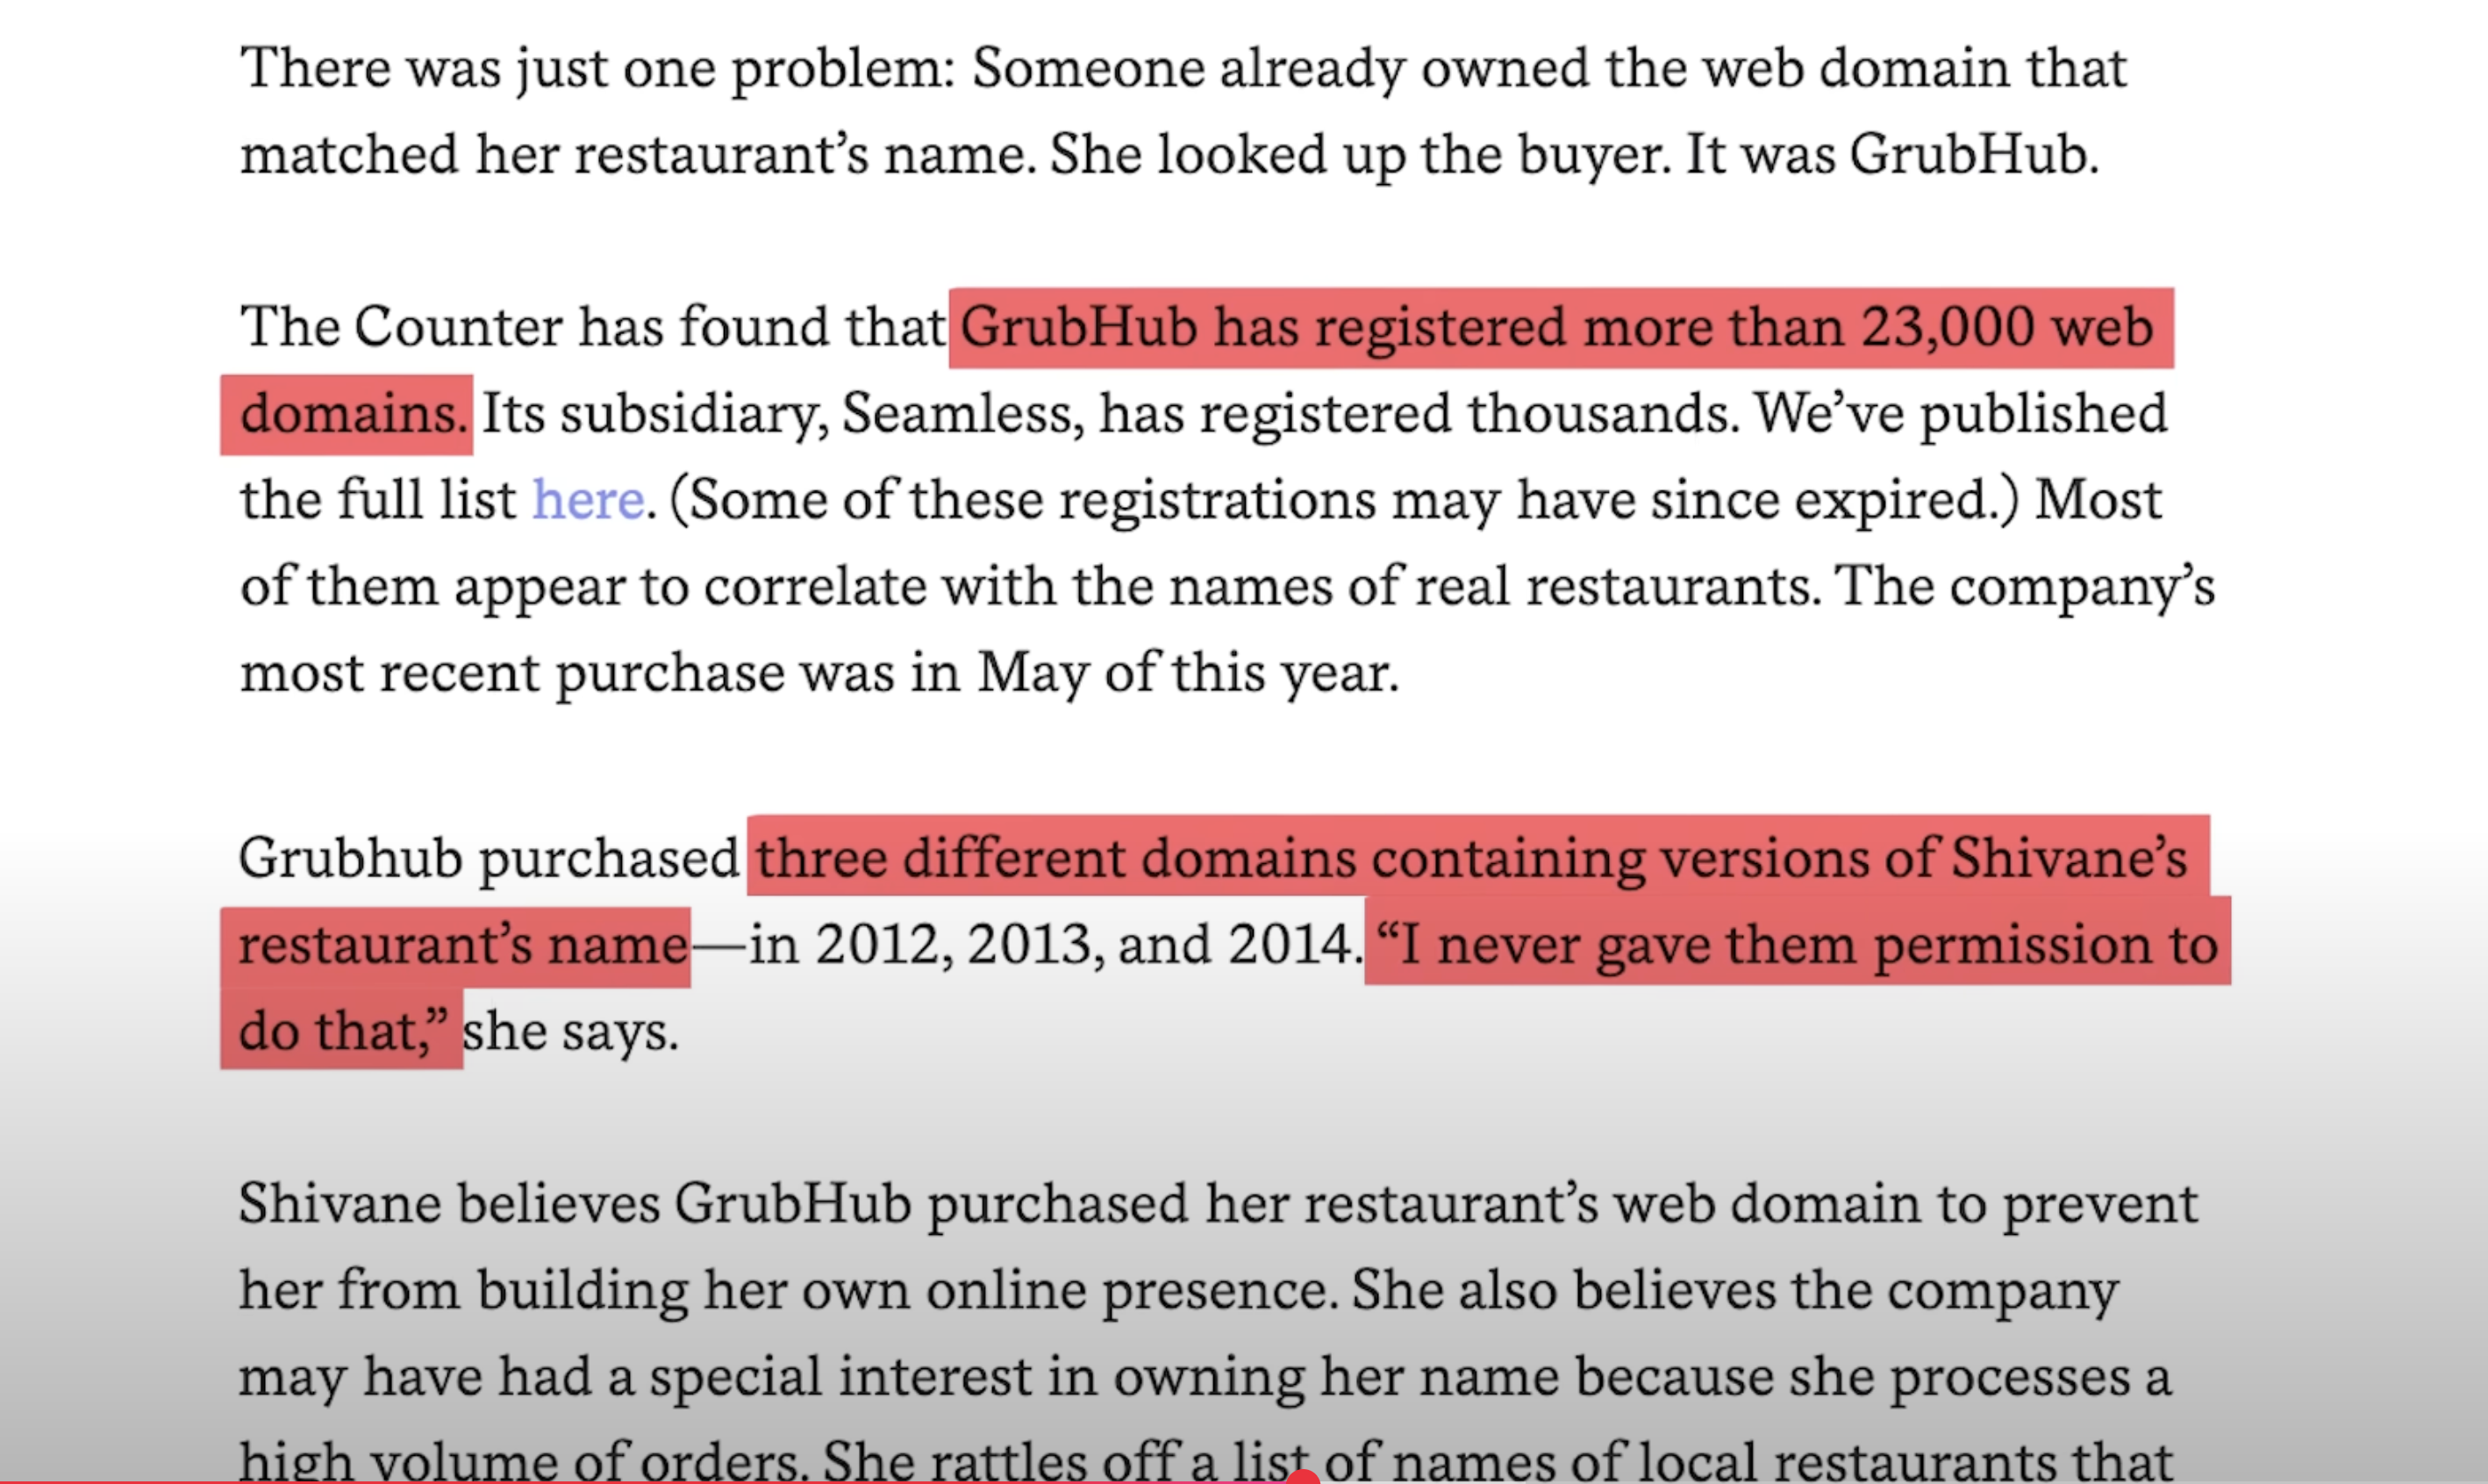 There was just one problem: Someone already owned the web domain that
matched her restaurant’s name. She looked up the buyer. It was GrubHub.
The Counter has found that GrubHub has registered more than 23,000 web
domains. Its subsidiary, Seamless, has registered thousands. We’ve published
the full list here. (Some of these registrations may have since expired.) Most
of them appear to correlate with the names of real restaurants. The company’s
most recent purchase was in May of this year.
Grubhub purchased three different domains containing versions of Shivane’s
restaurant’s name—in 2012, 2013, and 2014. “I never gave them permission to
do that,” she says.
Shivane believes GrubHub purchased her restaurant’s web domain to prevent
her from building her own online presence. She also believes the company
may have had a special interest in owning her name because she processes a
high volume of orders. She rattles off a list of names of local restaurants that